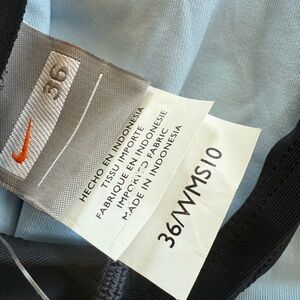 36
HECHO EN INDONESIA
TISSU IMPORTE
FABRIQUE EN INDONESIE
IMPORTED FABRIC
MADE IN INDONESIA
36/WMS10